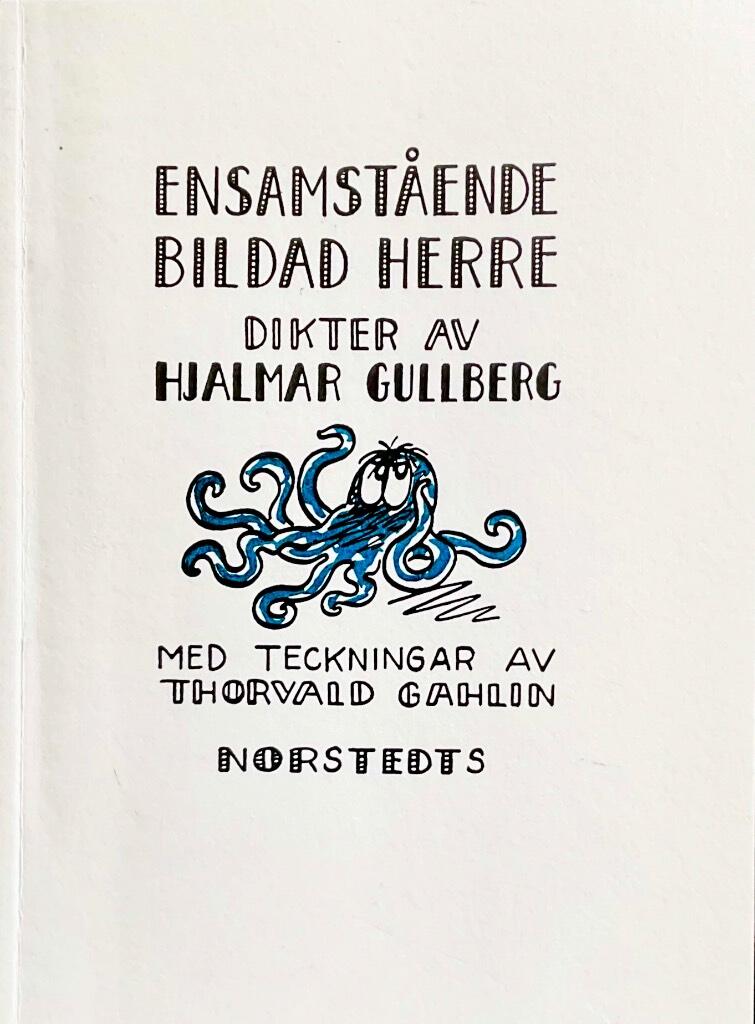 ENSAMSTÅENDE
BILDAD HERRE
DIKTER AV
HJALMAR GULLBERG
MED TECKNINGAR AV
THORVALD GAHLIN
NORSTEDTS